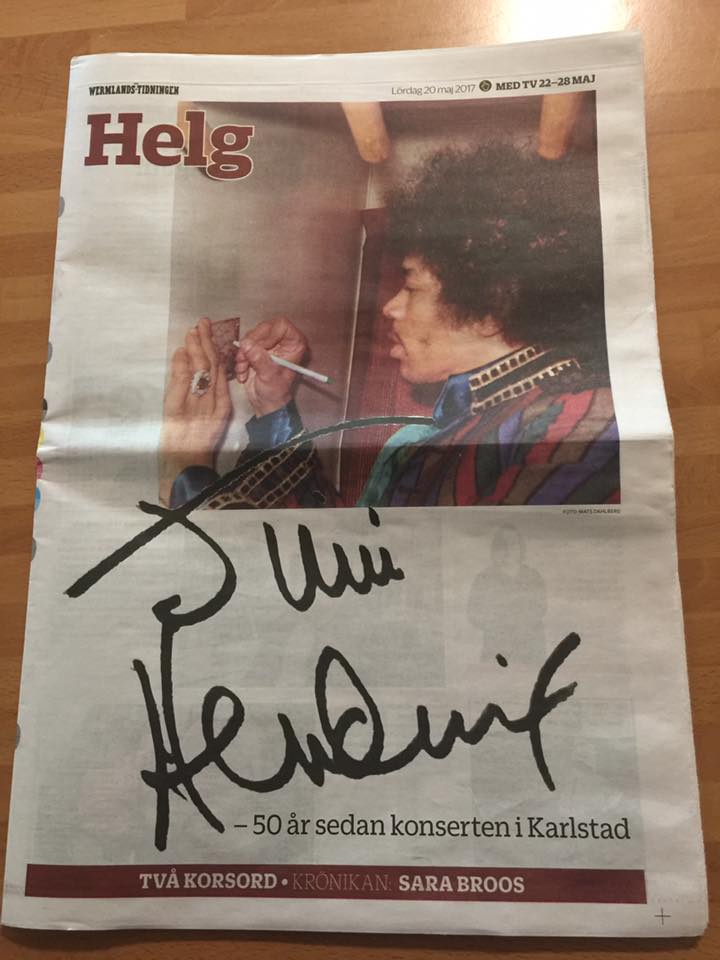 WERMLANDS-TIDNINGEN
Lördag 20 maj 2017 MED TV 22–28 MAJ
Helg
FOTO: MATS DAHLBERG
Jimi
Hendrix
– 50 år sedan konserten i Karlstad
TVÅ KORSORD • KRÖNIKAN: SARA BROOS